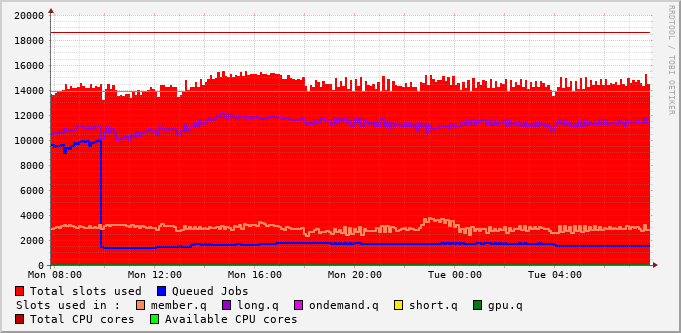 20000
18000
16000
14000
12000
10000
8000
6000
4000
2000
0
Mon 08:00 Mon 12:00 Mon 16:00 Mon 20:00 Tue 00:00 Tue 04:00
RRDTOOL / TOBI OETIKER
Total slots used Queued Jobs
Slots used in : member.q long.q ondemand.q short.q gpu.q
Total CPU cores Available CPU cores